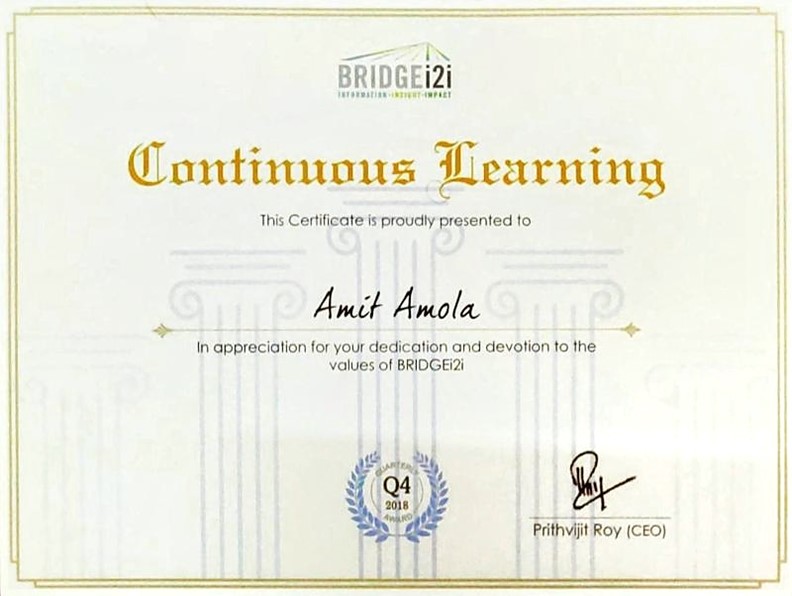 BRIDGEi2i
INFORMATION·INSIGHT·IMPACT
Continuous Learning
This Certificate is proudly presented to
Amit Amola
In appreciation for your dedication and devotion to the
values of BRIDGEi2i
QUARTERLY
Q4
2018
AWARD
Prithvijit Roy (CEO)